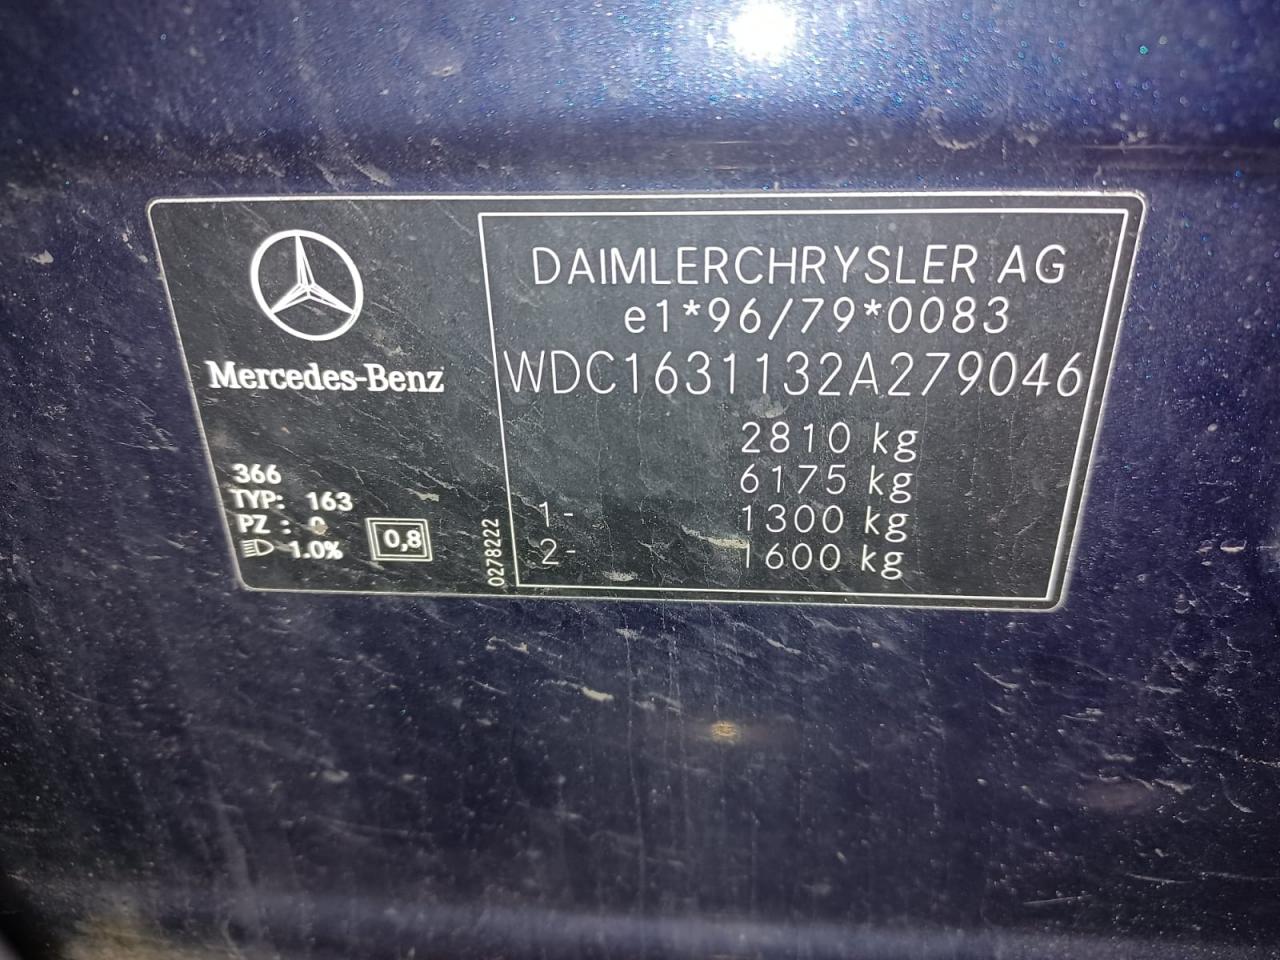 Mercedes-Benz
366
TYP: 163
PZ :
1.0%
0,8
0278222
DAIMLERCHRYSLER AG
e1*96/79*0083
WDC1631132A279046
2810 kg
6175 kg
1- 1300 kg
2- 1600 kg